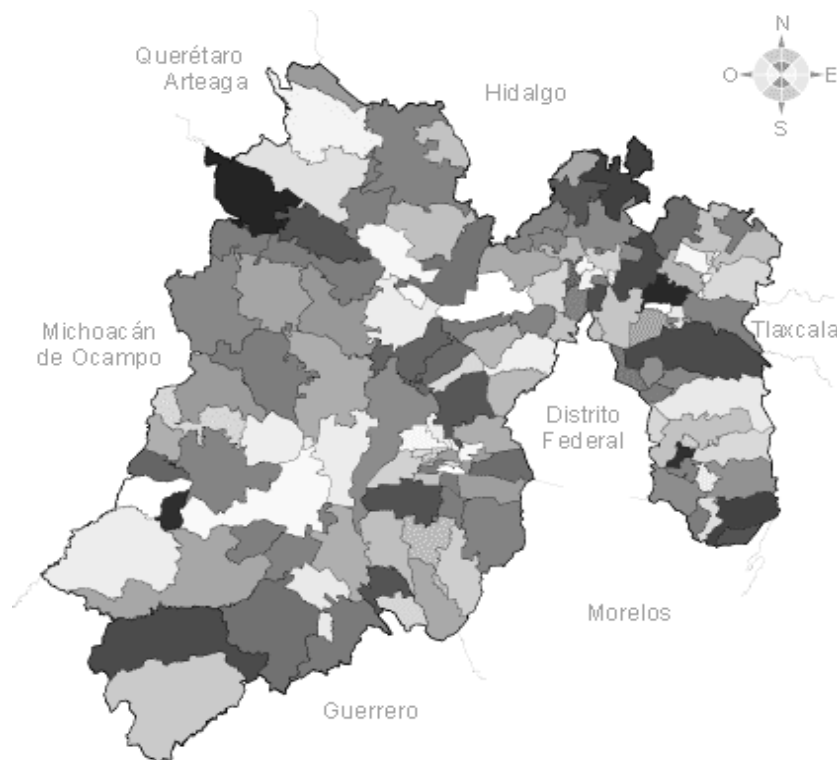 Querétaro
Arteaga
Hidalgo
N
O
E
S
Michoacán
de Ocampo
Tlaxcala
Distrito
Federal
Morelos
Guerrero